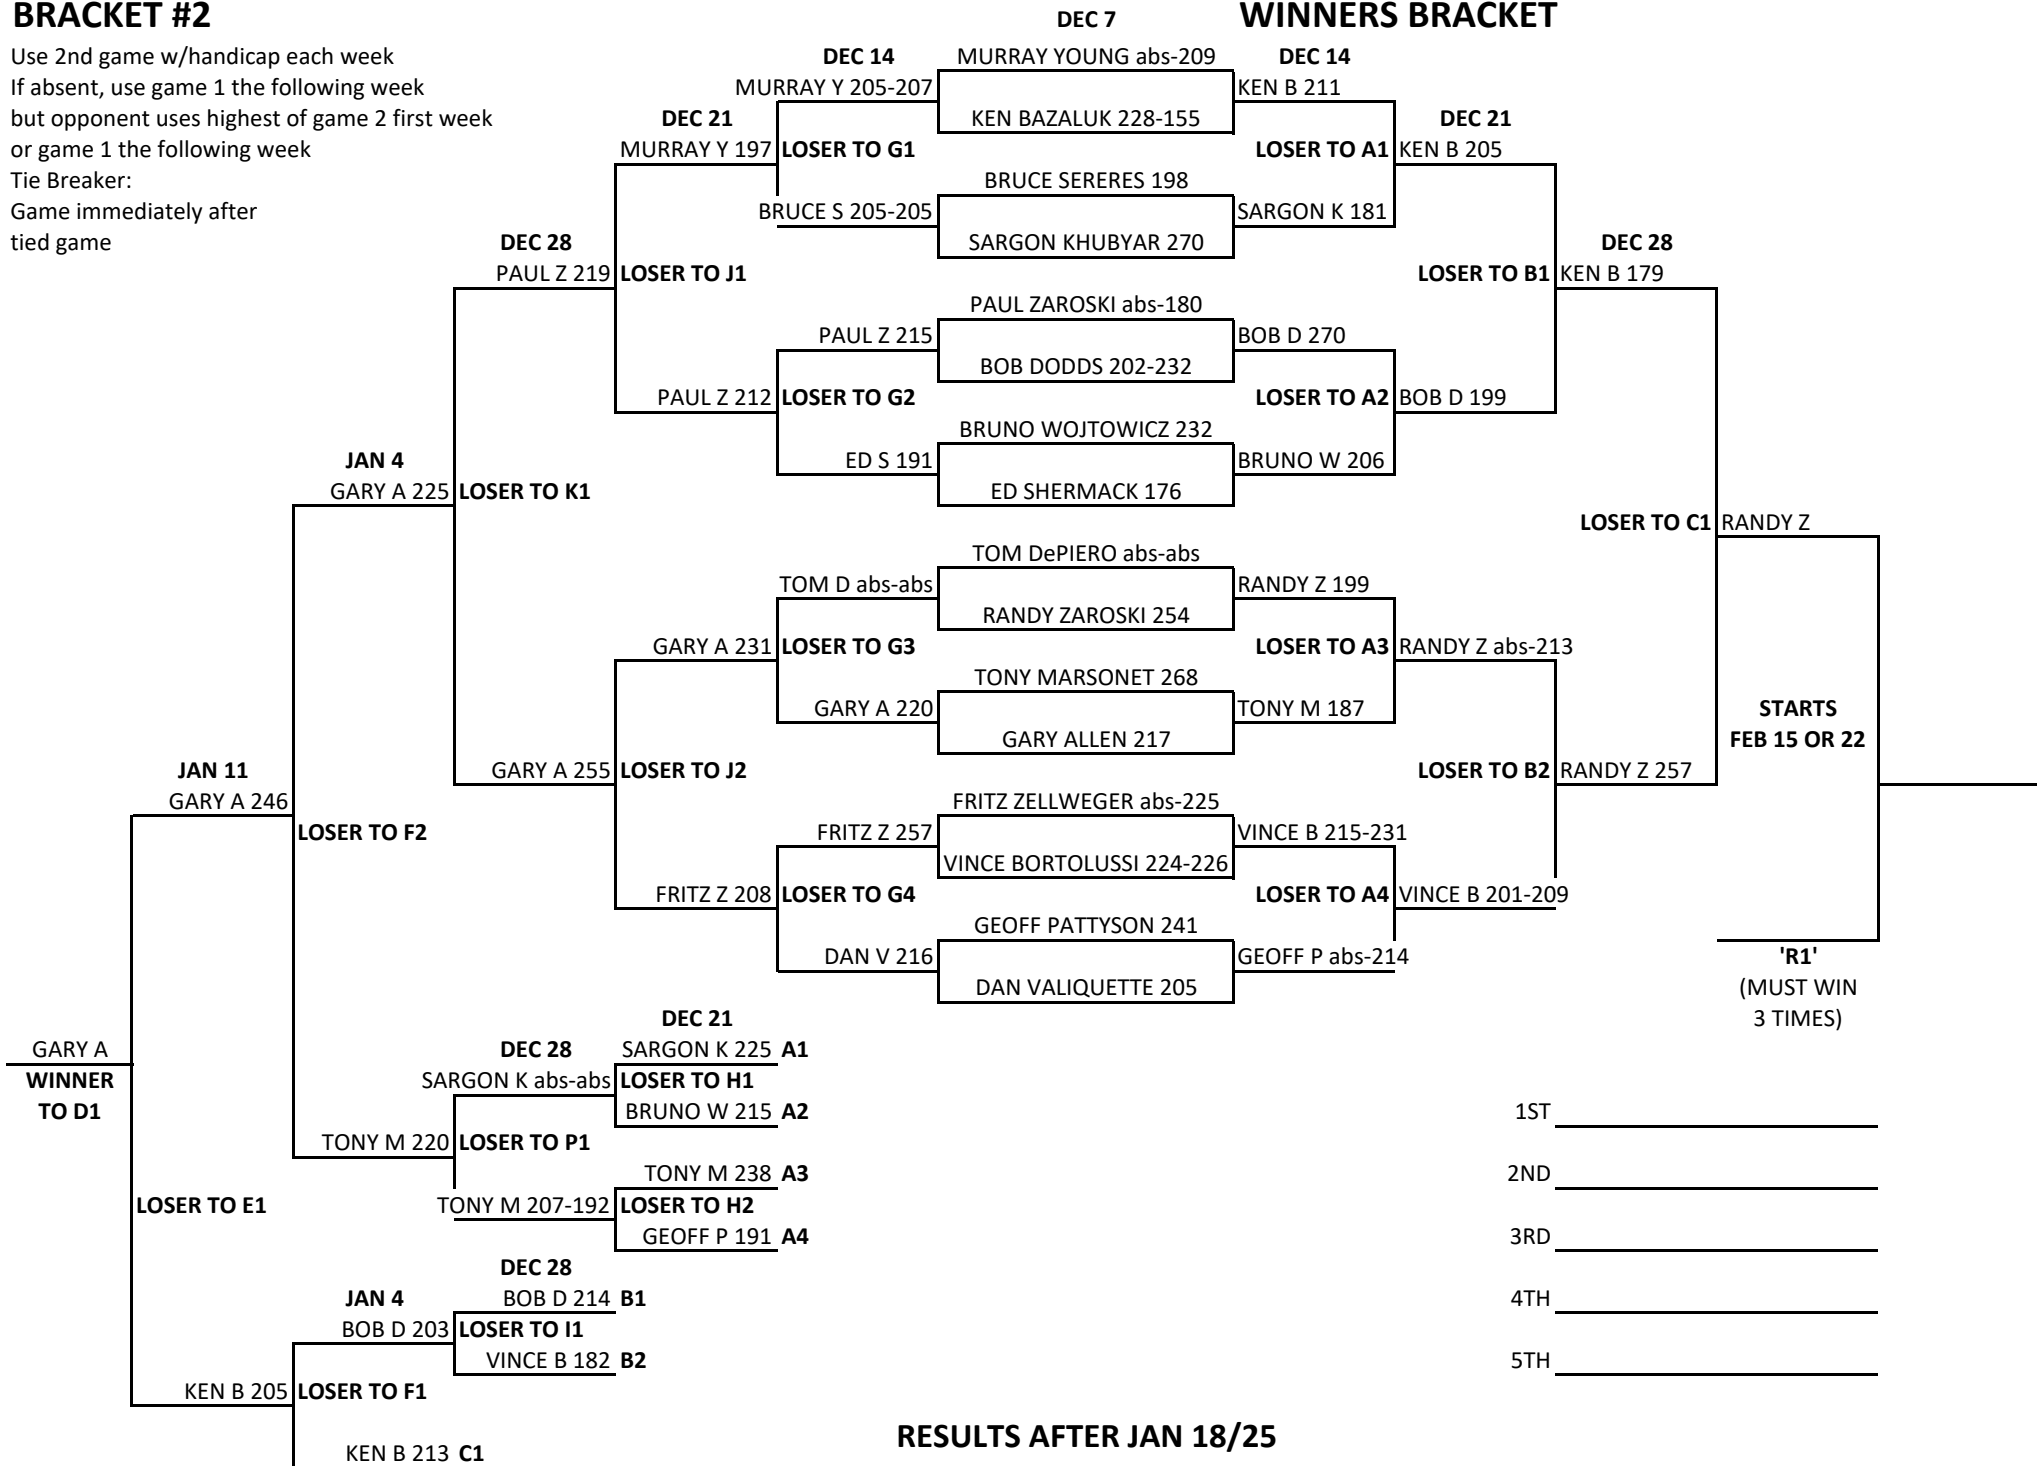 BRACKET #2
DEC 7
WINNERS BRACKET
Use 2nd game w/handicap each week
If absent, use game 1 the following week
but opponent uses highest of game 2 first week
or game 1 the following week
Tie Breaker:
Game immediately after
tied game
DEC 14
MURRAY YOUNG abs-209
DEC 14
MURRAY Y 205-207
KEN B 211
DEC 21
KEN BAZALUK 228-155
DEC 21
MURRAY Y 197
LOSER TO G1
LOSER TO A1
KEN B 205
BRUCE SERERES 198
BRUCE S 205-205
SARGON K 181
DEC 28
SARGON KHUBYAR 270
DEC 28
PAUL Z 219
LOSER TO J1
LOSER TO B1
KEN B 179
PAUL ZAROSKI abs-180
PAUL Z 215
BOB D 270
BOB DODDS 202-232
PAUL Z 212
LOSER TO G2
LOSER TO A2
BOB D 199
BRUNO WOJTOWICZ 232
JAN 4
ED S 191
BRUNO W 206
GARY A 225
LOSER TO K1
ED SHERMACK 176
LOSER TO C1
RANDY Z
TOM DePIERO abs-abs
TOM D abs-abs
RANDY Z 199
RANDY ZAROSKI 254
GARY A 231
LOSER TO G3
LOSER TO A3
RANDY Z abs-213
TONY MARSONET 268
GARY A 220
TONY M 187
STARTS
GARY ALLEN 217
FEB 15 OR 22
JAN 11
GARY A 255
LOSER TO J2
LOSER TO B2
RANDY Z 257
GARY A 246
FRITZ ZELLWEGER abs-225
LOSER TO F2
FRITZ Z 257
VINCE B 215-231
VINCE BORTOLUSSI 224-226
FRITZ Z 208
LOSER TO G4
LOSER TO A4
VINCE B 201-209
GEOFF PATTYSON 241
DAN V 216
GEOFF P abs-214
'R1'
DAN VALIQUETTE 205
(MUST WIN
DEC 21
3 TIMES)
GARY A
DEC 28
SARGON K 225 A1
WINNER
SARGON K abs-abs
LOSER TO H1
TO D1
BRUNO W 215 A2
1ST
TONY M 220
LOSER TO P1
TONY M 238 A3
2ND
LOSER TO E1
TONY M 207-192
LOSER TO H2
GEOFF P 191 A4
3RD
DEC 28
JAN 4
BOB D 214 B1
4TH
BOB D 203
LOSER TO I1
VINCE B 182 B2
5TH
KEN B 205
LOSER TO F1
RESULTS AFTER JAN 18/25
KEN B 213 C1